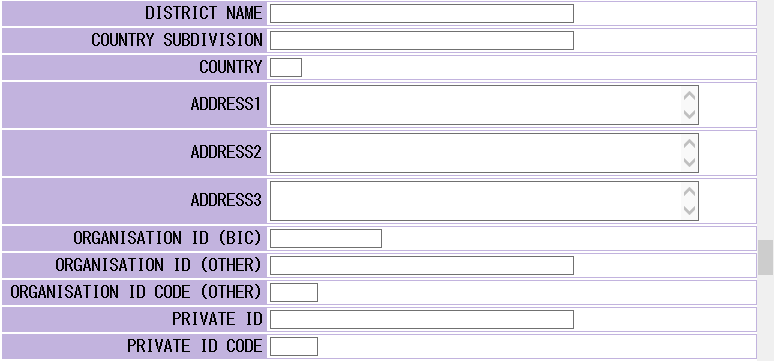 DISTRICT NAME
COUNTRY SUBDIVISION
COUNTRY
ADDRESS1
ADDRESS2
ADDRESS3
ORGANISATION ID (BIC)
ORGANISATION ID (OTHER)
ORGANISATION ID CODE (OTHER)
PRIVATE ID
PRIVATE ID CODE